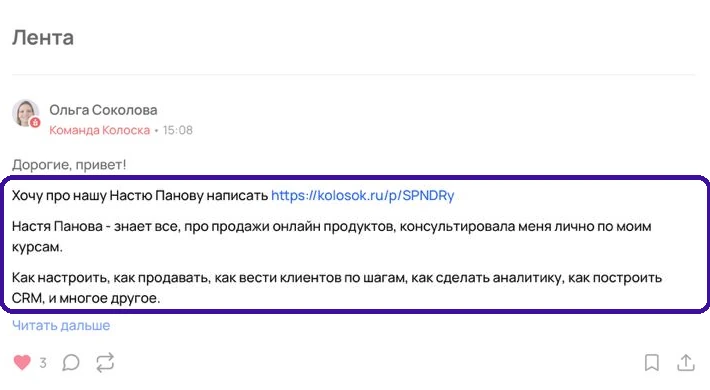 Лента
Ольга Соколова
Команда Колоска • 15:08
Дорогие, привет!
Хочу про нашу Настю Панову написать https://kolosok.ru/p/SPNDRy
Настя Панова - знает все, про продажи онлайн продуктов, консультировала меня лично по моим
курсам.
Как настроить, как продавать, как вести клиентов по шагам, как сделать аналитику, как построить
CRM, и многое другое.
Читать дальше
3